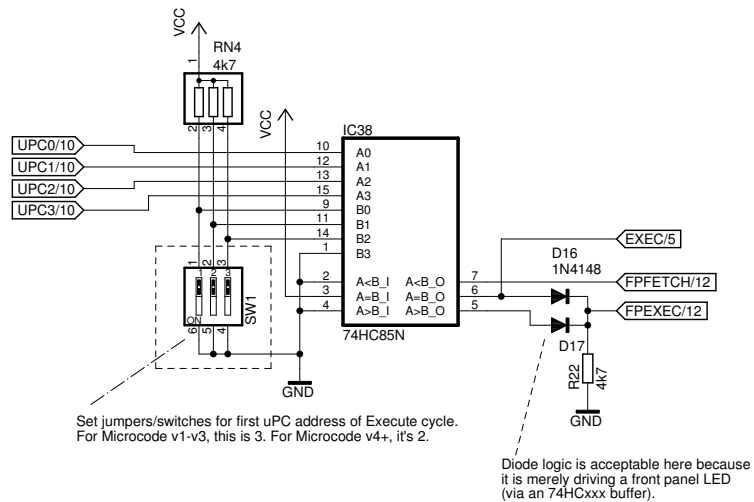 VCC
RN4
4k7
1
2
3
4
VCC
IC38
UPC0/10
UPC1/10
UPC2/10
UPC3/10
10 A0
12 A1
13 A2
15 A3
9 B0
11 B1
14 B2
1 B3
2 A<B_I A<B_O 7
3 A=B_I A=B_O 6
4 A>B_I A>B_O 5
74HC85N
EXEC/5
D16
1N4148
FPFETCH/12
FPEXEC/12
D17
R22
4k7
GND
1
2
3
1 2 3
ON
6
5
4
SW1
GND
Set jumpers/switches for first uPC address of Execute cycle.
For Microcode v1-v3, this is 3. For Microcode v4+, it's 2.
Diode logic is acceptable here because
it is merely driving a front panel LED
(via an 74HCxxx buffer).